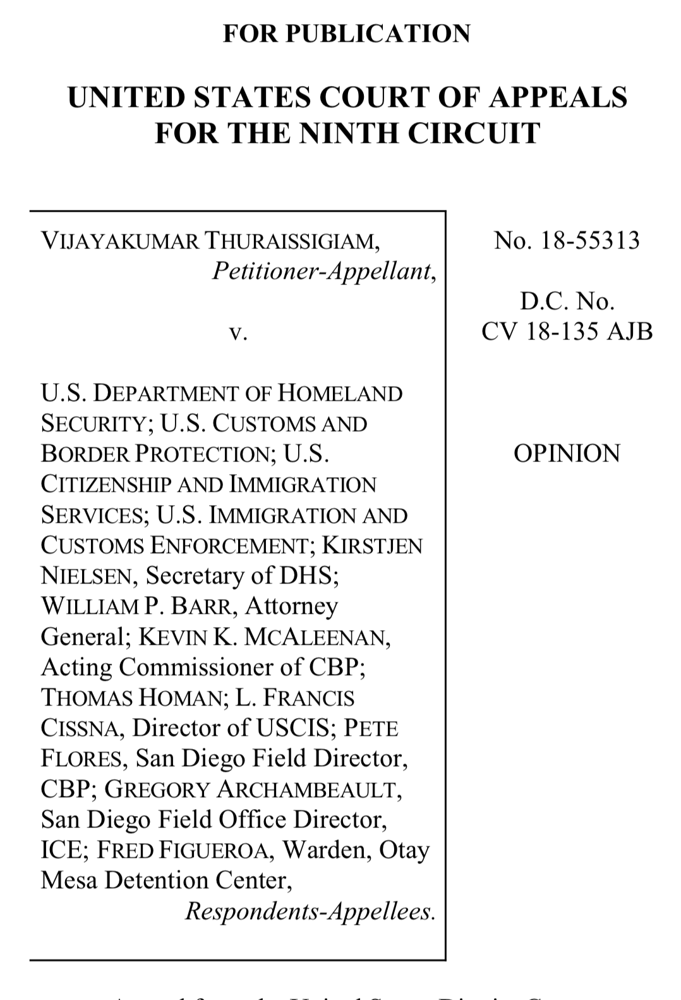 FOR PUBLICATION
UNITED STATES COURT OF APPEALS
FOR THE NINTH CIRCUIT
VIJAYAKUMAR THURAISSIGIAM,
Petitioner-Appellant,
v.
U.S. DEPARTMENT OF HOMELAND
SECURITY; U.S. CUSTOMS AND
BORDER PROTECTION; U.S.
CITIZENSHIP AND IMMIGRATION
SERVICES; U.S. IMMIGRATION AND
CUSTOMS ENFORCEMENT; KIRSTJEN
NIELSEN, Secretary of DHS;
WILLIAM P. BARR, Attorney
General; KEVIN K. MCALEENAN,
Acting Commissioner of CBP;
THOMAS HOMAN; L. FRANCIS
CISSNA, Director of USCIS; PETE
FLORES, San Diego Field Director,
CBP; GREGORY ARCHAMBEAULT,
San Diego Field Office Director,
ICE; FRED FIGUEROA, Warden, Otay
Mesa Detention Center,
Respondents-Appellees.
No. 18-55313
D.C. No.
CV 18-135 AJB
OPINION